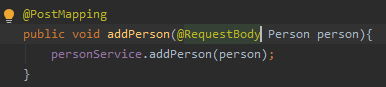 @PostMapping
public void addPerson(@RequestBody Person person){
personService.addPerson(person);
}